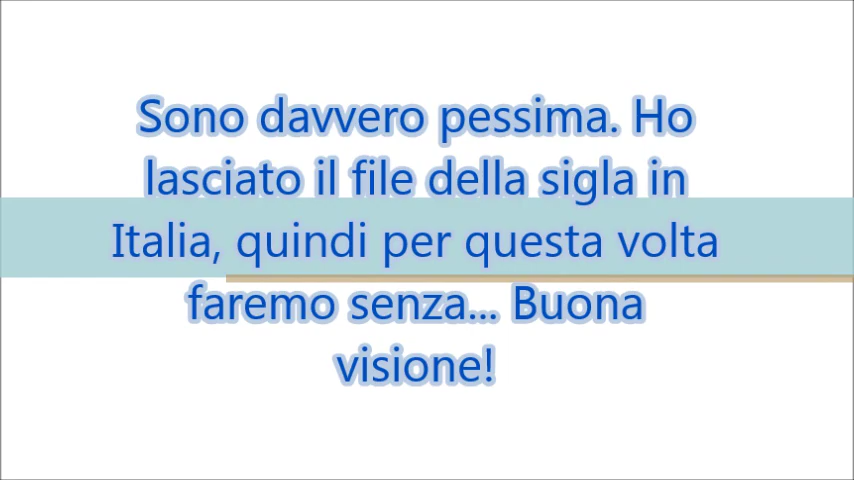 Sono davvero pessima. Ho
lasciato il file della sigla in
Italia, quindi per questa volta
faremo senza... Buona
visione!